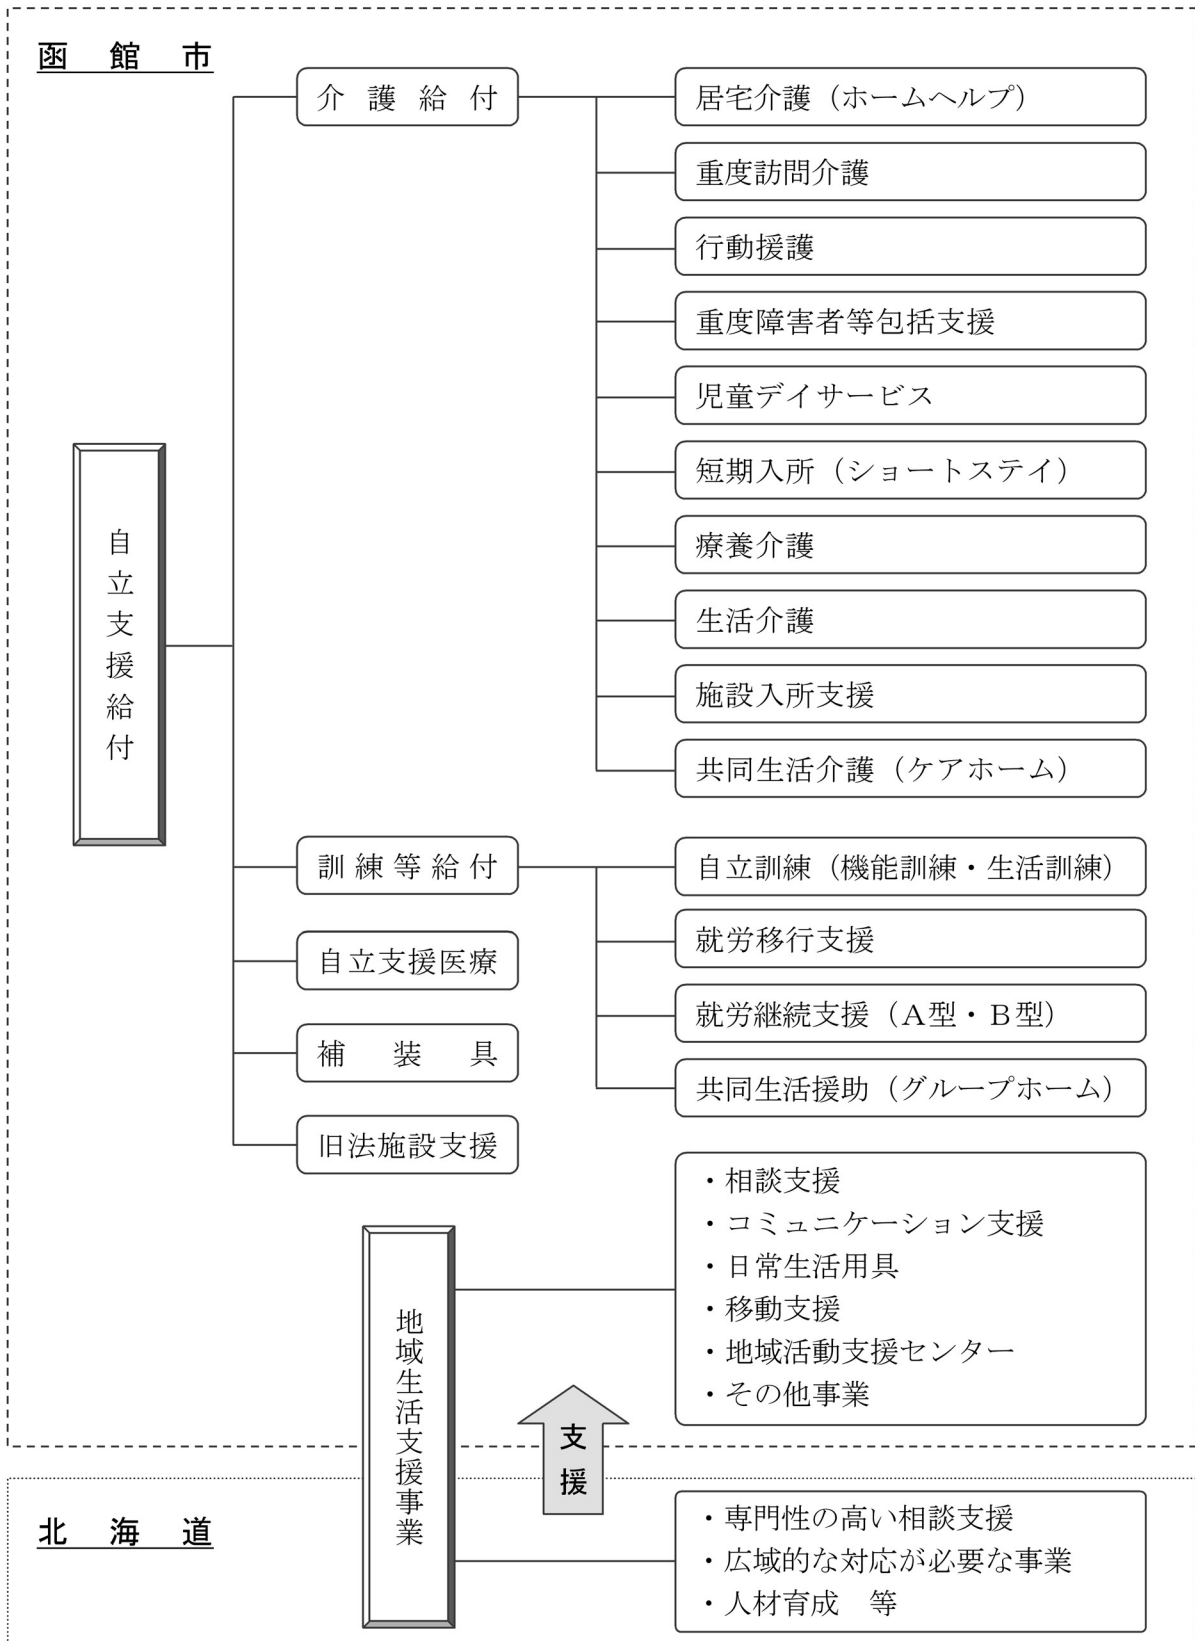 函館市
介護給付
居宅介護（ホームヘルプ）
重度訪問介護
行動援護
重度障害者等包括支援
児童デイサービス
短期入所（ショートステイ）
療養介護
生活介護
施設入所支援
共同生活介護（ケアホーム）
自立支援給付
訓練等給付
自立訓練（機能訓練・生活訓練）
就労移行支援
就労継続支援（Ａ型・Ｂ型）
共同生活援助（グループホーム）
自立支援医療
補装具
旧法施設支援
地域生活支援事業
・相談支援
・コミュニケーション支援
・日常生活用具
・移動支援
・地域活動支援センター
・その他事業
支援
北海道
・専門性の高い相談支援
・広域的な対応が必要な事業
・人材育成　等